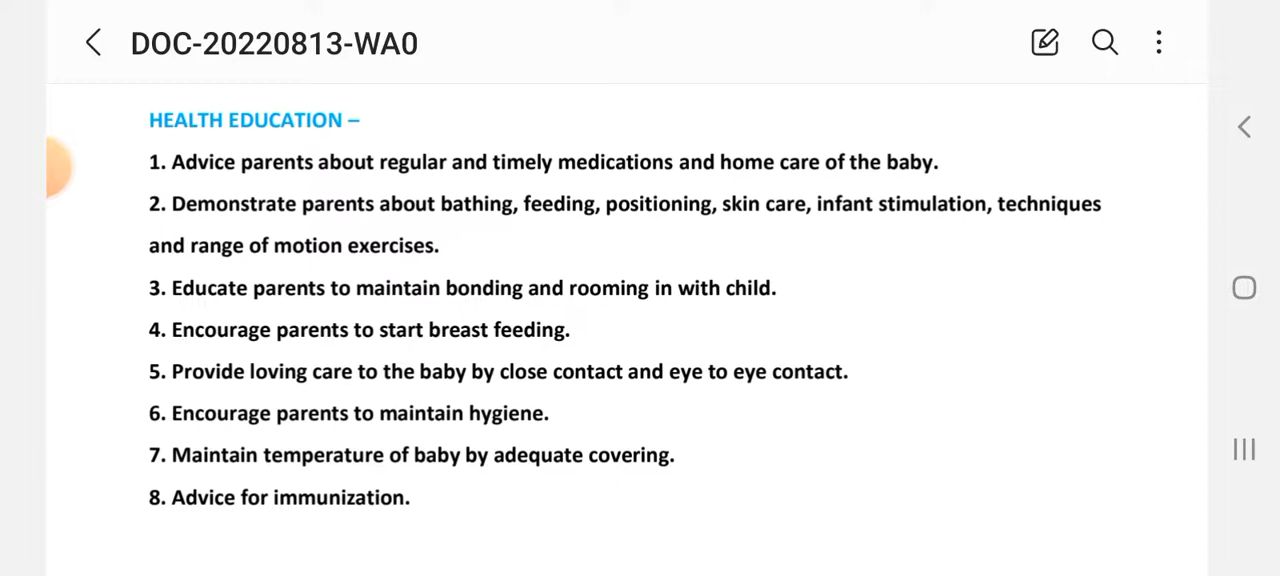 DOC-20220813-WA0
HEALTH EDUCATION –
1. Advice parents about regular and timely medications and home care of the baby.
2. Demonstrate parents about bathing, feeding, positioning, skin care, infant stimulation, techniques
and range of motion exercises.
3. Educate parents to maintain bonding and rooming in with child.
4. Encourage parents to start breast feeding.
5. Provide loving care to the baby by close contact and eye to eye contact.
6. Encourage parents to maintain hygiene.
7. Maintain temperature of baby by adequate covering.
8. Advice for immunization.